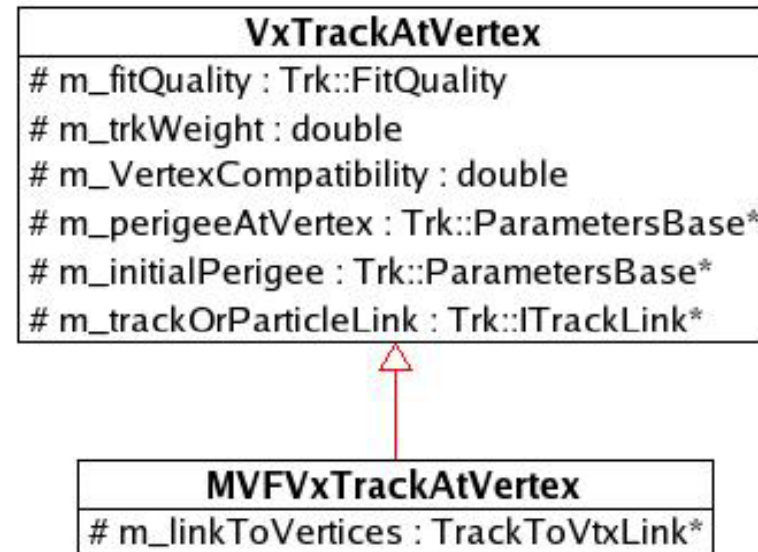 VxTrackAtVertex
# m_fitQuality : Trk::FitQuality
# m_trkWeight : double
# m_VertexCompatibility : double
# m_perigeeAtVertex : Trk::ParametersBase*
# m_initialPerigee : Trk::ParametersBase*
# m_trackOrParticleLink : Trk::ITrackLink*
MVFVxTrackAtVertex
# m_linkToVertices : TrackToVtxLink*